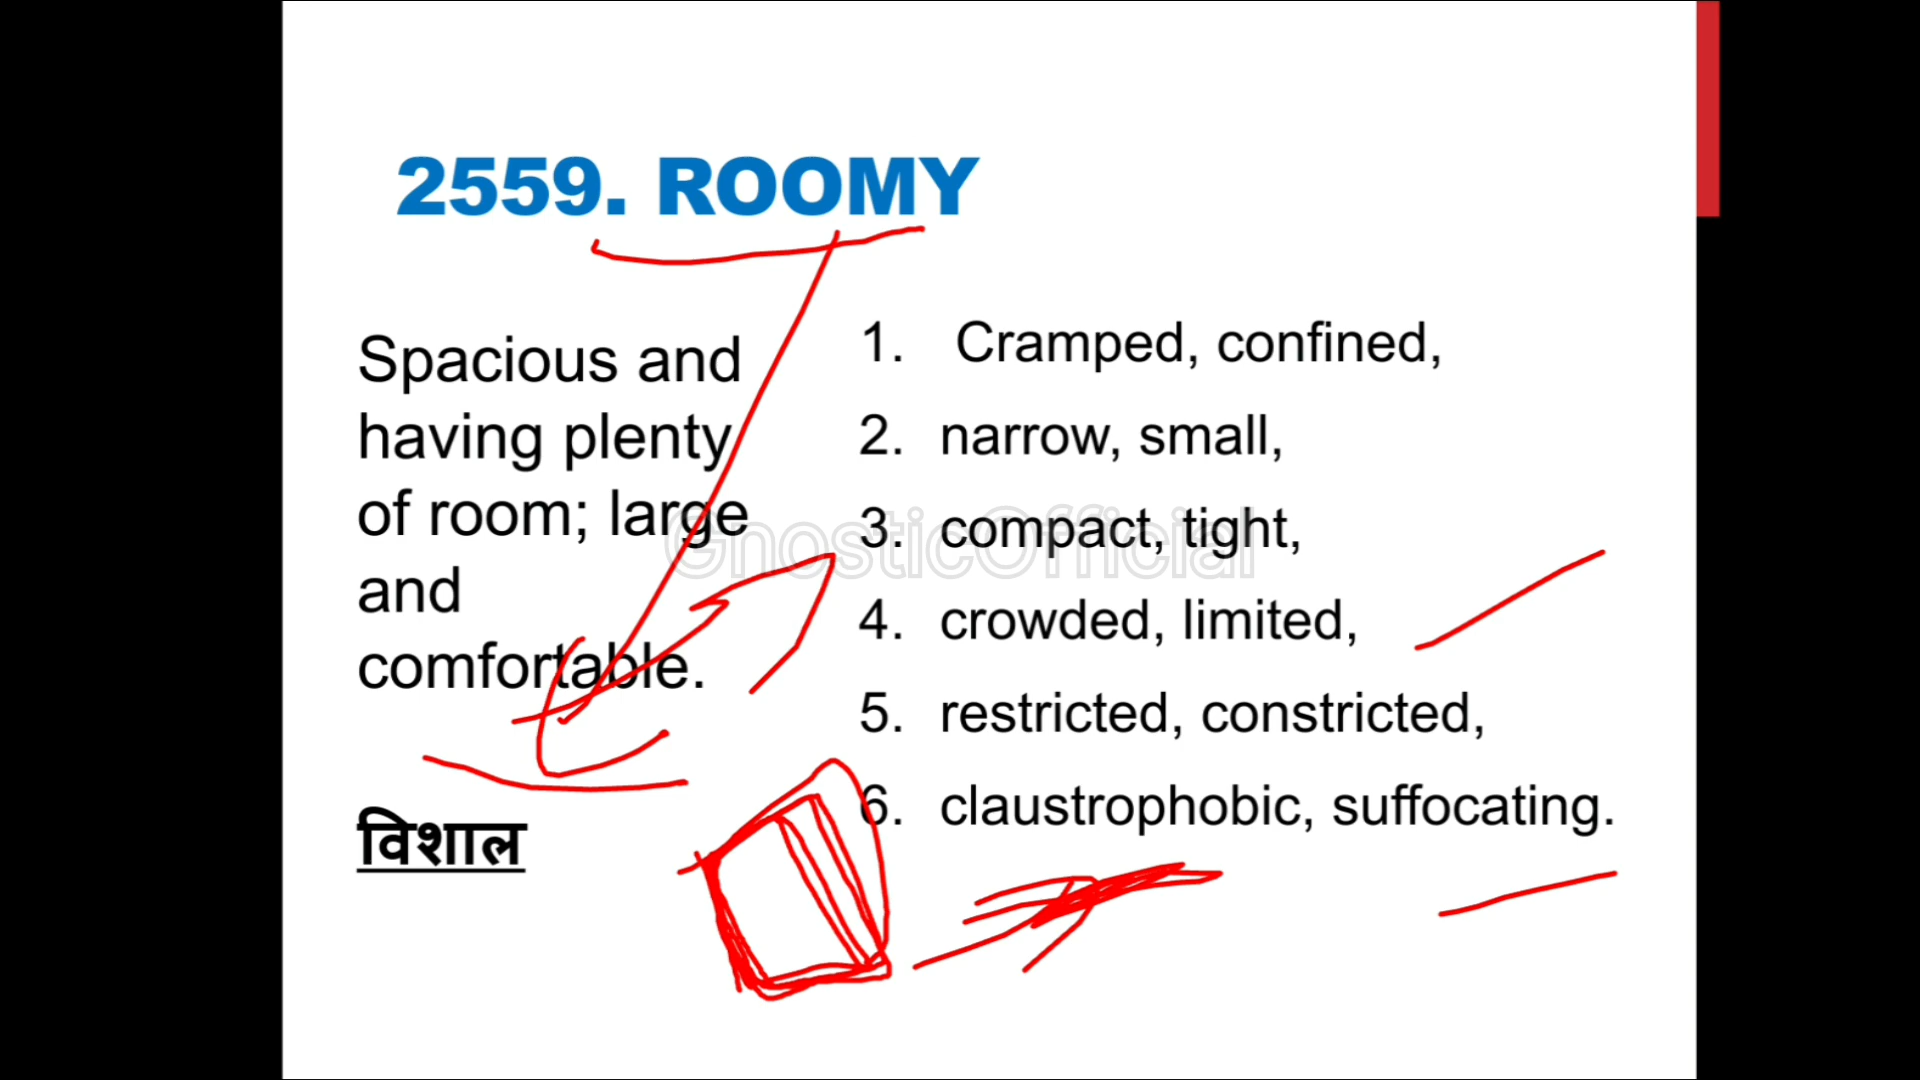 2559. ROOMY
Spacious and
having plenty
of room; large
and
comfortable.
विशाल
1. Cramped, confined,
2. narrow, small,
3. compact, tight,
4. crowded, limited,
5. restricted, constricted,
6. claustrophobic, suffocating.
GnosticOfficial